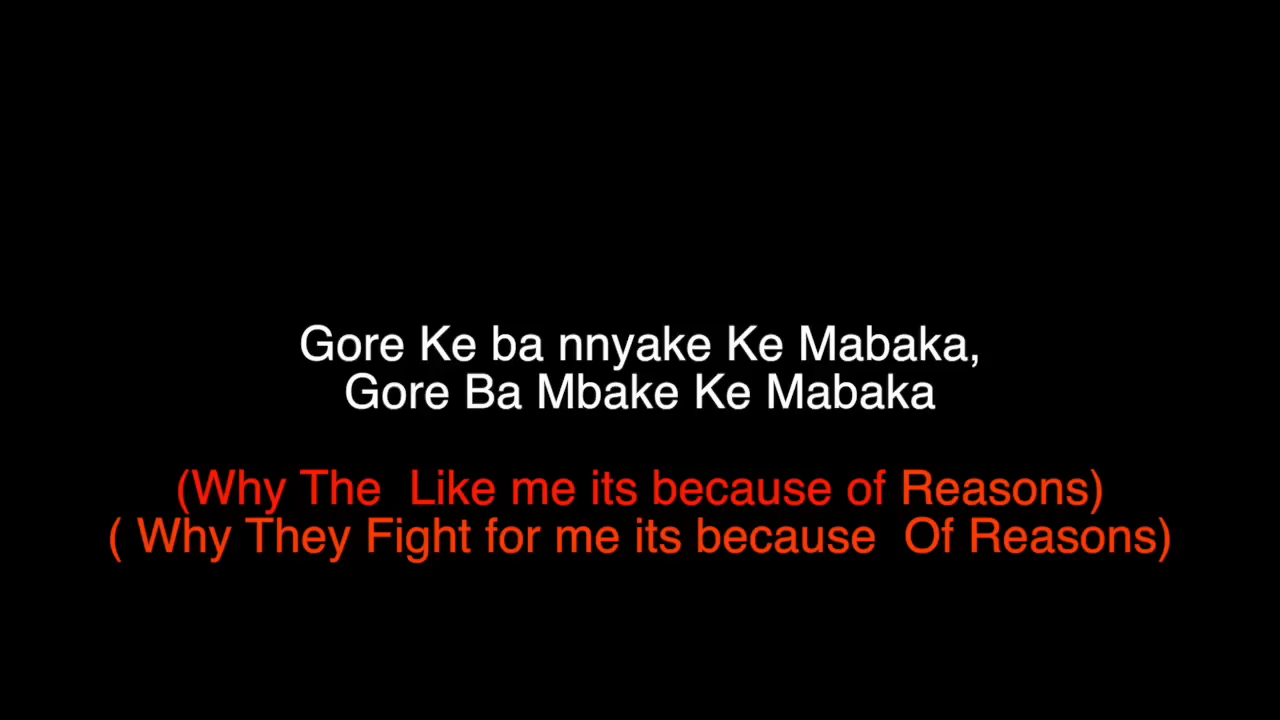 Gore Ke ba nnyake Ke Mabaka,
Gore Ba Mbake Ke Mabaka
(Why The  Like me its because of Reasons)
( Why They Fight for me its because  Of Reasons)